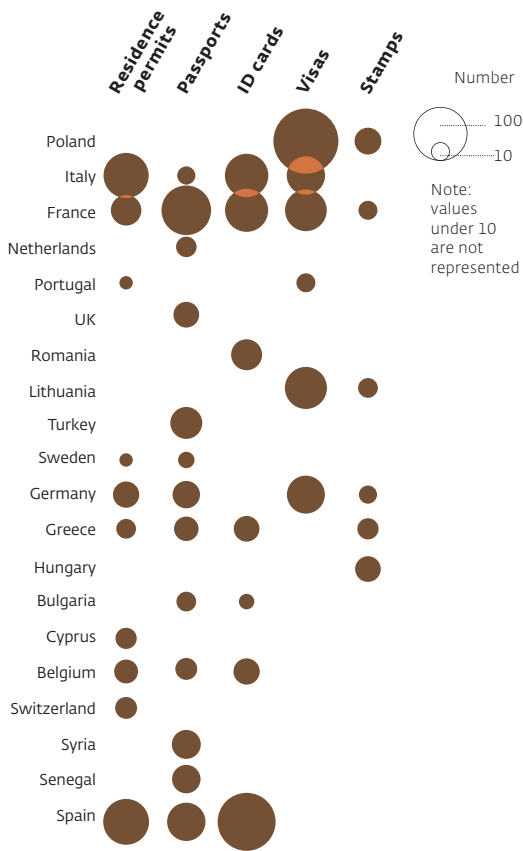 Residence
permits
Passports
ID cards
Visas
Stamps
Number
100
10
Note:
values
under 10
are not
represented
Poland
Italy
France
Netherlands
Portugal
UK
Romania
Lithuania
Turkey
Sweden
Germany
Greece
Hungary
Bulgaria
Cyprus
Belgium
Switzerland
Syria
Senegal
Spain